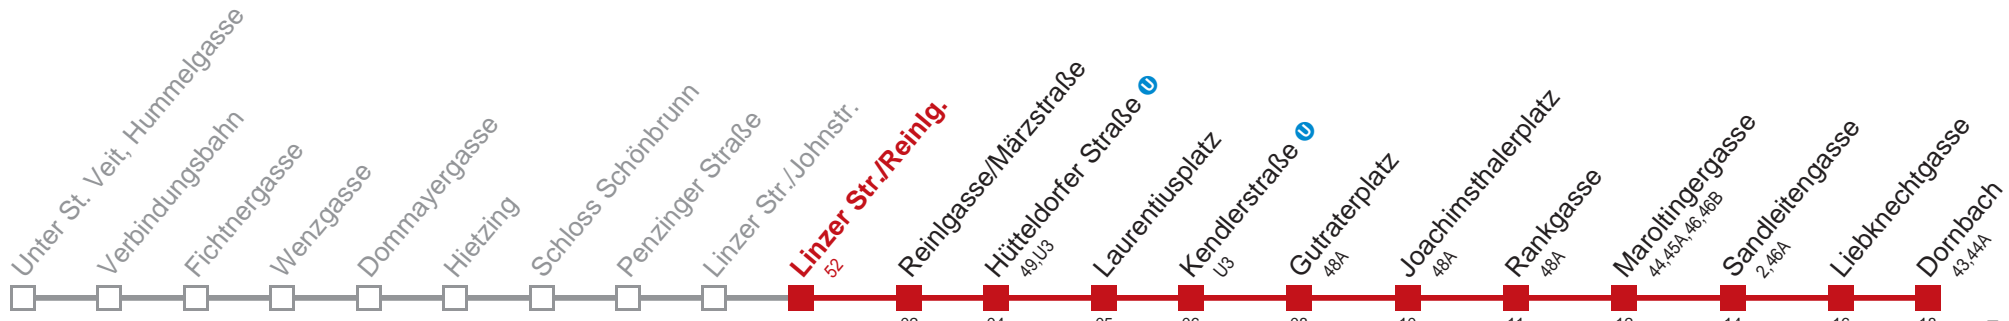 Unter St. Veit, Hummelgasse
Verbindungsbahn
Fichtnergasse
Wenzgasse
Dommayergasse
Hietzing
Schloss Schönbrunn
Penzinger Straße
Linzer Str./Johnstr.
Linzer Str./Reinlg.
52
Reinlgasse/Märzstraße
Hütteldorfer Straße U
49,U3
Laurentiusplatz
Kendlerstraße U
U3
Gutraterplatz
48A
Joachimsthalerplatz
48A
Rankgasse
48A
Maroltingergasse
44,45A,46,46B
Sandleitengasse
2,46A
Liebknechtgasse
Dornbach
43,44A